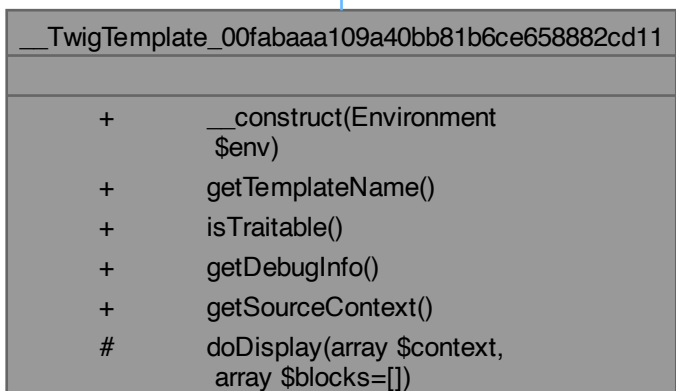 __TwigTemplate_00fabaaa109a40bb81b6ce658882cd11
+ __construct(Environment
$env)
+ getTemplateName()
+ isTraitable()
+ getDebugInfo()
+ getSourceContext()
# doDisplay(array $context,
array $blocks=[])